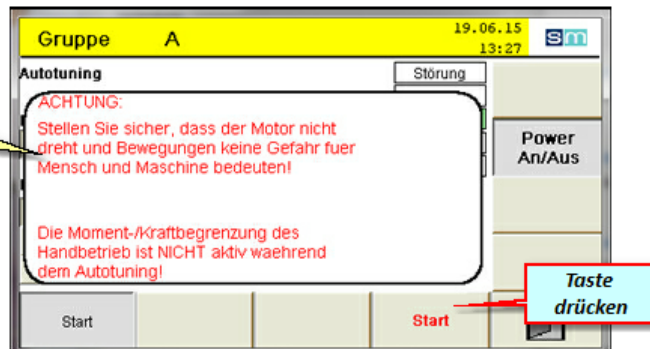 Gruppe A
19.06.15
13:27
sm
Autotuning
Störung
ACHTUNG:
Stellen Sie sicher, dass der Motor nicht
dreht und Bewegungen keine Gefahr fuer
Mensch und Maschine bedeuten!
Die Moment-/Kraftbegrenzung des
Handbetrieb ist NICHT aktiv waehrend
dem Autotuning!
Power
An/Aus
Taste
drücken
Start
Start